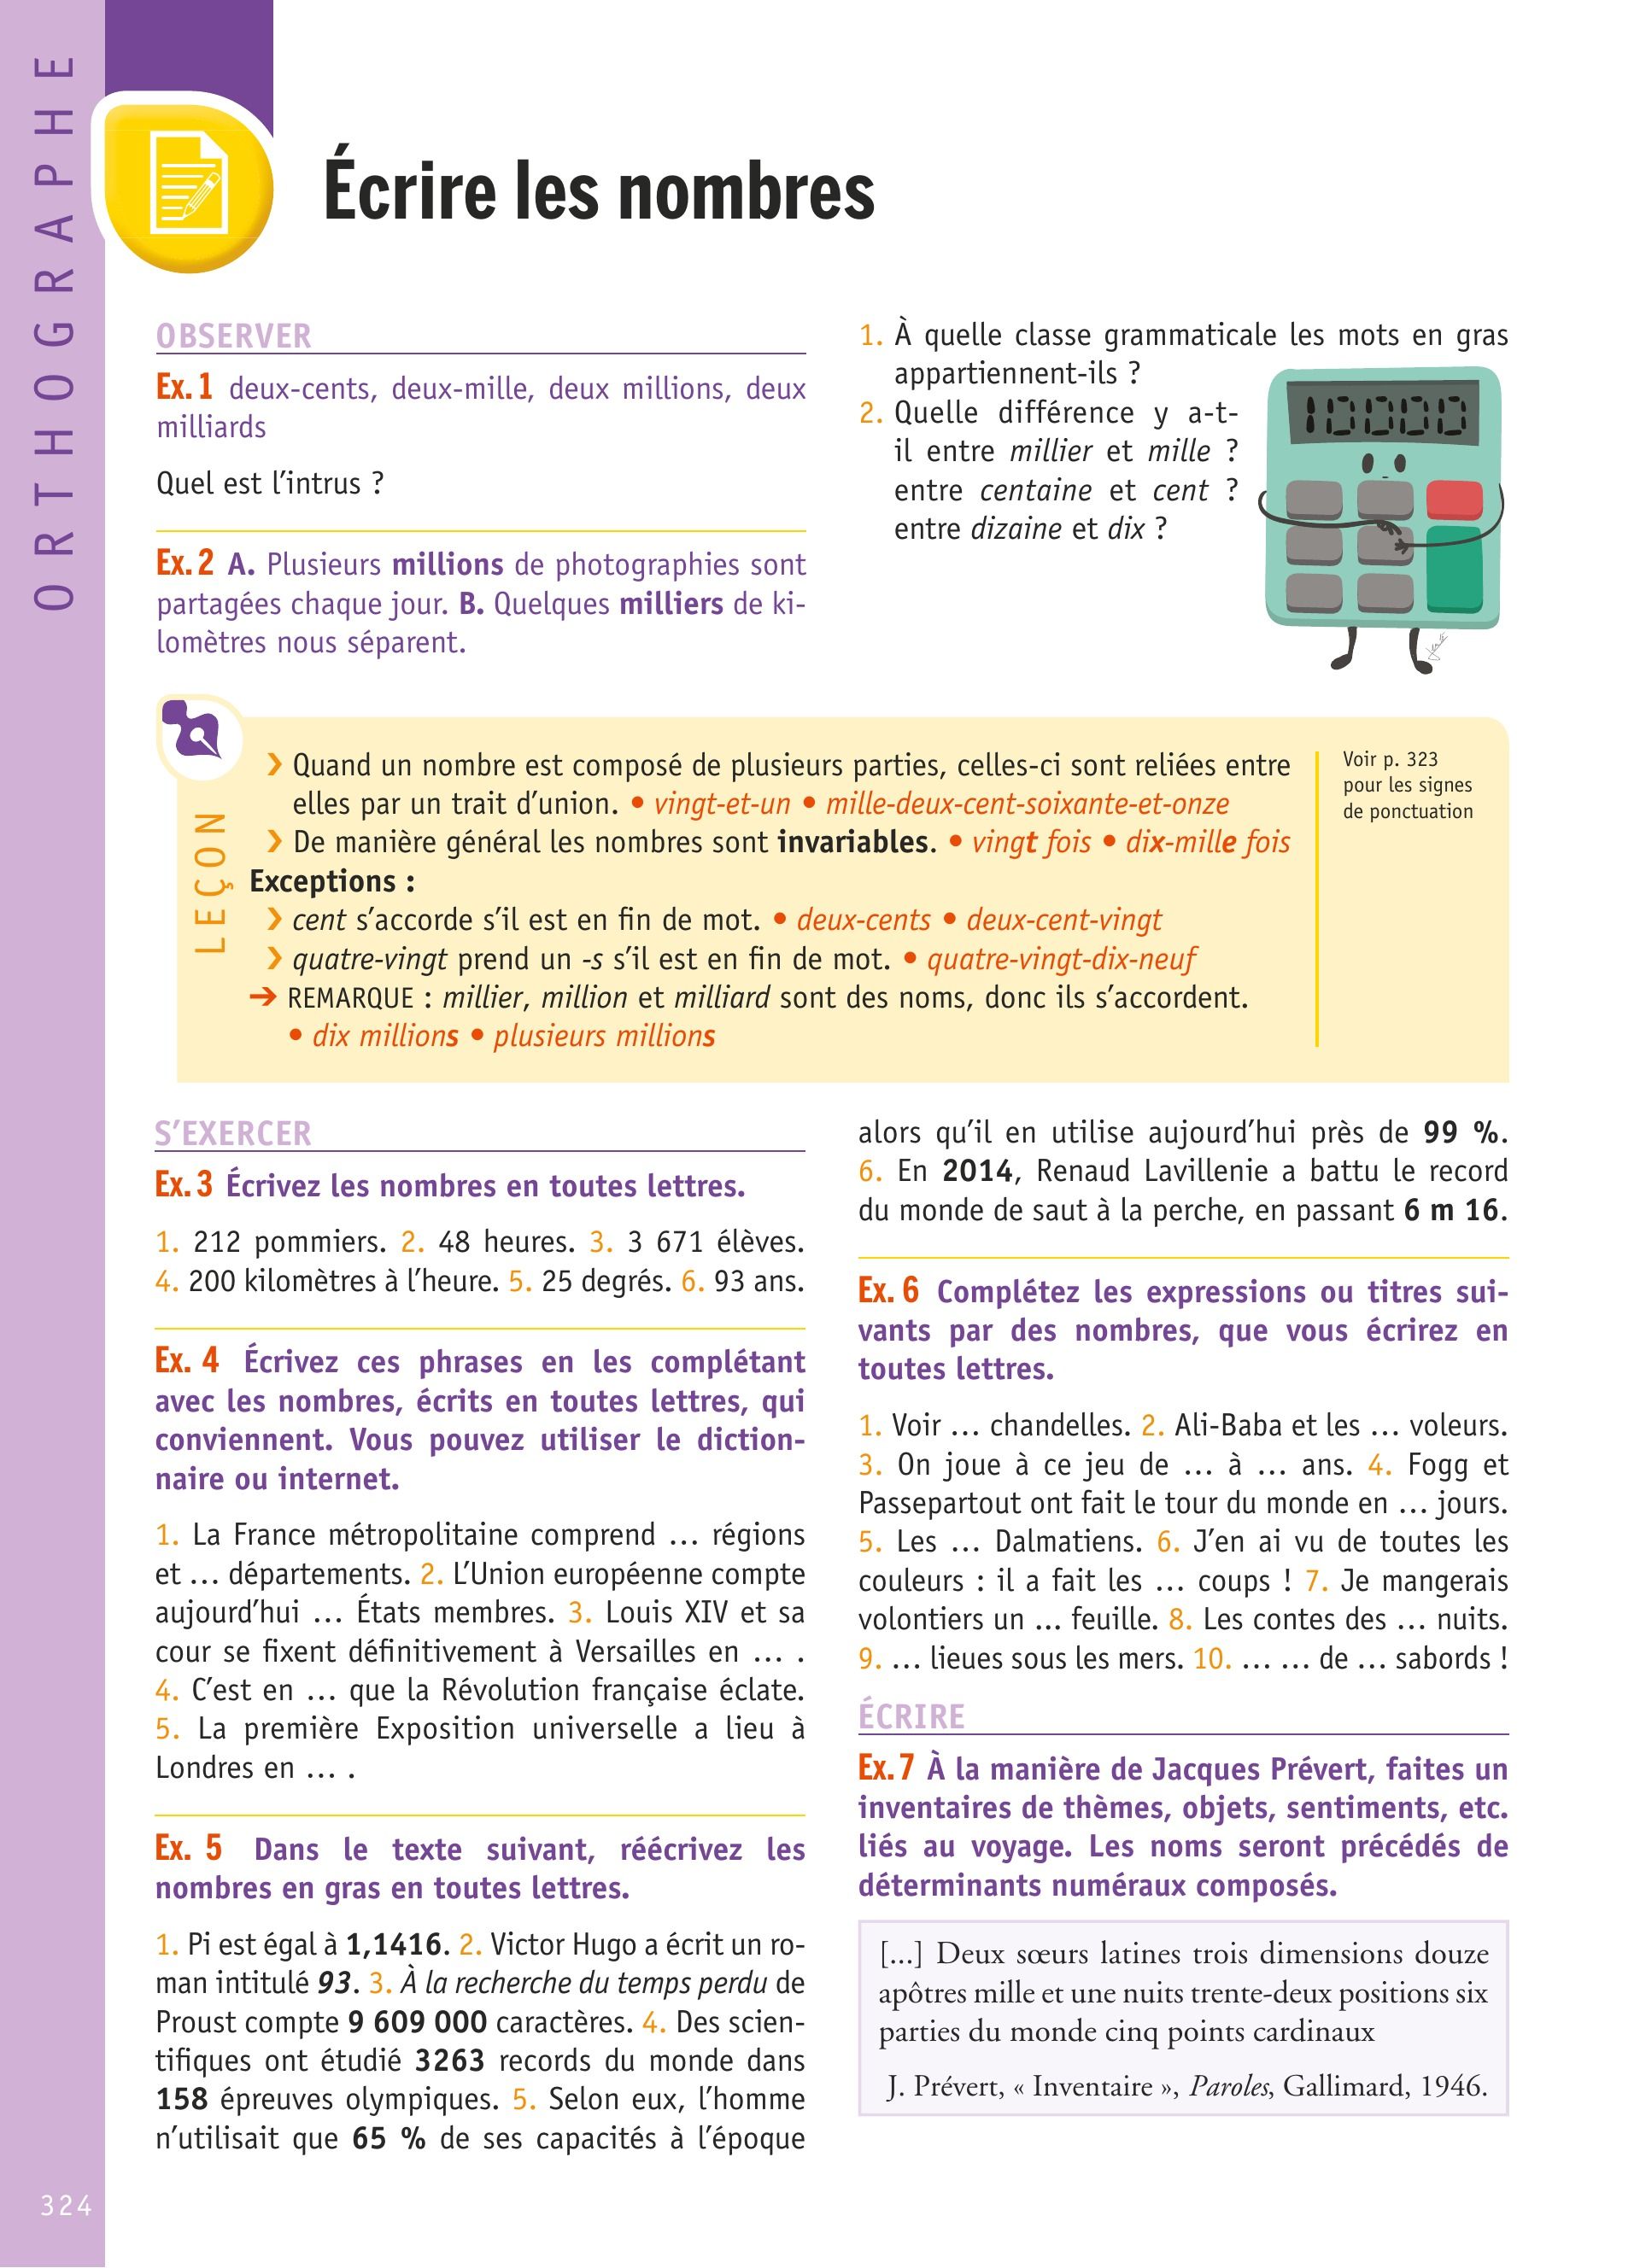 ORTHOGRAPHE
Écrire les nombres
OBSERVER
Ex. 1 deux-cents, deux-mille, deux millions, deux
milliards
Quel est l’intrus ?
Ex. 2 A. Plusieurs millions de photographies sont
partagées chaque jour. B. Quelques milliers de ki-
lomètres nous séparent.
1. À quelle classe grammaticale les mots en gras
appartiennent-ils ?
2. Quelle différence y a-t-
il entre millier et mille ?
entre centaine et cent ?
entre dizaine et dix ?
10000
LEÇON
› Quand un nombre est composé de plusieurs parties, celles-ci sont reliées entre
elles par un trait d’union. • vingt-et-un • mille-deux-cent-soixante-et-onze
› De manière général les nombres sont invariables. • vingt fois • dix-mille fois
Exceptions :
› cent s’accorde s’il est en fin de mot. • deux-cents • deux-cent-vingt
› quatre-vingt prend un -s s’il est en fin de mot. • quatre-vingt-dix-neuf
➔ REMARQUE : millier, million et milliard sont des noms, donc ils s’accordent.
• dix millions • plusieurs millions
Voir p. 323
pour les signes
de ponctuation
S’EXERCER
Ex. 3 Écrivez les nombres en toutes lettres.
1. 212 pommiers. 2. 48 heures. 3. 3 671 élèves.
4. 200 kilomètres à l’heure. 5. 25 degrés. 6. 93 ans.
Ex. 4 Écrivez ces phrases en les complétant
avec les nombres, écrits en toutes lettres, qui
conviennent. Vous pouvez utiliser le diction-
naire ou internet.
1. La France métropolitaine comprend ... régions
et ... départements. 2. L’Union européenne compte
aujourd’hui ... États membres. 3. Louis XIV et sa
cour se fixent définitivement à Versailles en ... .
4. C’est en ... que la Révolution française éclate.
5. La première Exposition universelle a lieu à
Londres en ... .
Ex. 5 Dans le texte suivant, réécrivez les
nombres en gras en toutes lettres.
1. Pi est égal à 1,1416. 2. Victor Hugo a écrit un ro-
man intitulé 93. 3. À la recherche du temps perdu de
Proust compte 9 609 000 caractères. 4. Des scien-
tifiques ont étudié 3263 records du monde dans
158 épreuves olympiques. 5. Selon eux, l’homme
n’utilisait que 65 % de ses capacités à l’époque
alors qu’il en utilise aujourd’hui près de 99 %.
6. En 2014, Renaud Lavillenie a battu le record
du monde de saut à la perche, en passant 6 m 16.
Ex. 6 Complétez les expressions ou titres sui-
vants par des nombres, que vous écrirez en
toutes lettres.
1. Voir ... chandelles. 2. Ali-Baba et les ... voleurs.
3. On joue à ce jeu de ... à ... ans. 4. Fogg et
Passepartout ont fait le tour du monde en ... jours.
5. Les ... Dalmatiens. 6. J’en ai vu de toutes les
couleurs : il a fait les ... coups ! 7. Je mangerais
volontiers un ... feuille. 8. Les contes des ... nuits.
9. ... lieues sous les mers. 10. ... ... de ... sabords !
ÉCRIRE
Ex. 7 À la manière de Jacques Prévert, faites un
inventaires de thèmes, objets, sentiments, etc.
liés au voyage. Les noms seront précédés de
déterminants numéraux composés.
[...] Deux sœurs latines trois dimensions douze
apôtres mille et une nuits trente-deux positions six
parties du monde cinq points cardinaux
J. Prévert, « Inventaire », Paroles, Gallimard, 1946.
324